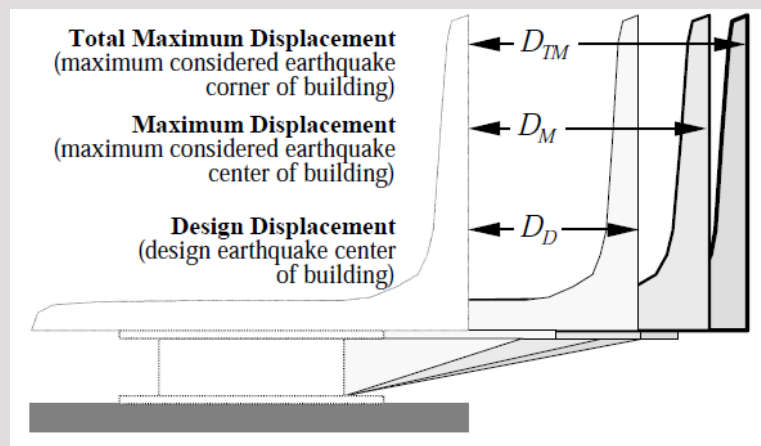 Total Maximum Displacement
(maximum considered earthquake
corner of building)
D_TM
Maximum Displacement
(maximum considered earthquake
center of building)
D_M
Design Displacement
(design earthquake center
of building)
D_D